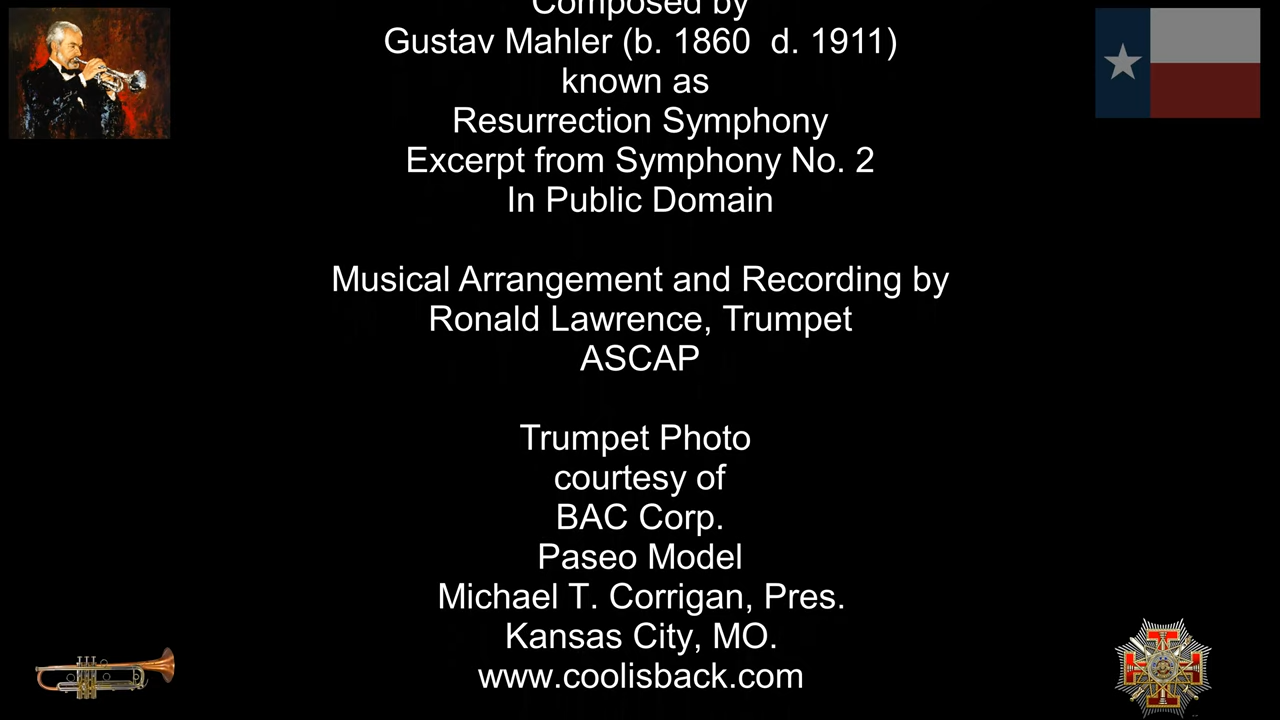 Composed by
Gustav Mahler (b. 1860  d. 1911)
known as
Resurrection Symphony
Excerpt from Symphony No. 2
In Public Domain
Musical Arrangement and Recording by
Ronald Lawrence, Trumpet
ASCAP
Trumpet Photo
courtesy of
BAC Corp.
Paseo Model
Michael T. Corrigan, Pres.
Kansas City, MO.
www.coolisback.com